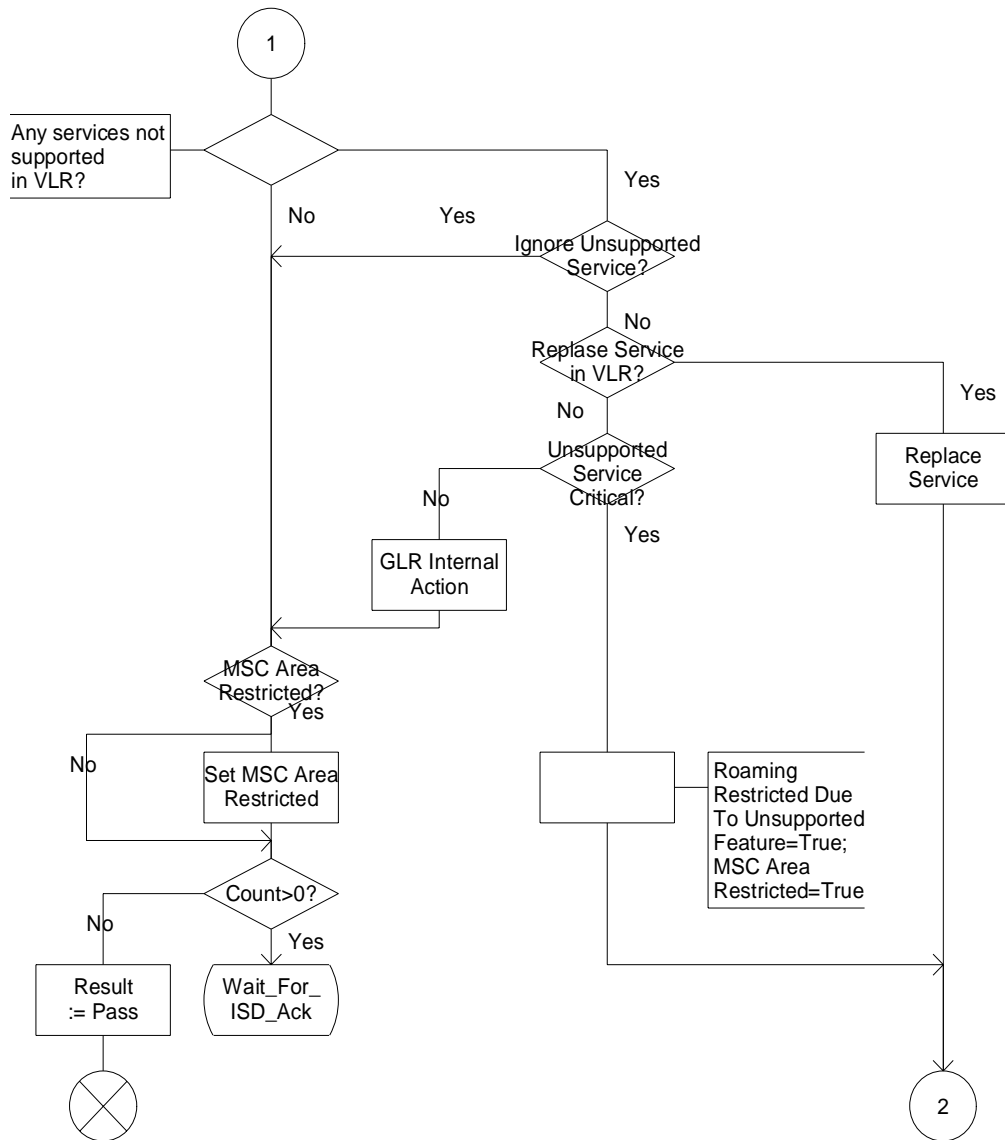 1
Any services not
supported
in VLR?
Yes
No
Yes
Ignore Unsupported
Service?
No
Replase Service
in VLR?
Yes
No
Unsupported
Service
Critical?
Replace
Service
No
Yes
GLR Internal
Action
MSC Area
Restricted?
Yes
No
Set MSC Area
Restricted
Roaming
Restricted Due
To Unsupported
Feature=True;
MSC Area
Restricted=True
Count>0?
No
Yes
Result
:= Pass
Wait_For_
ISD_Ack
2